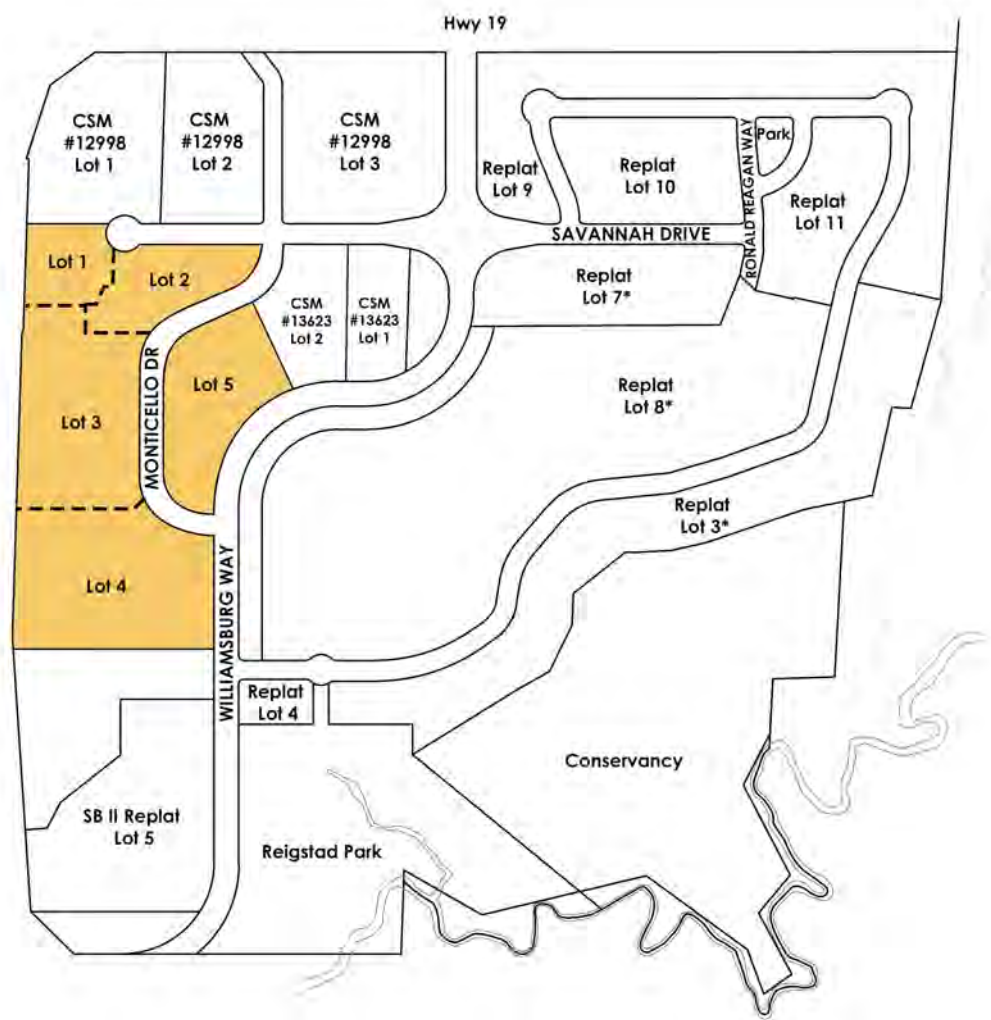 Hwy 19
CSM
#12998
Lot 1
CSM
#12998
Lot 2
CSM
#12998
Lot 3
Replat
Lot 9
Replat
Lot 10
RONALD REAGAN WAY
Park
Replat
Lot 11
SAVANNAH DRIVE
Lot 1
Lot 2
CSM
#13623
Lot 2
CSM
#13623
Lot 1
Replat
Lot 7*
MONTICELLO DR
Lot 5
Lot 3
Replat
Lot 8*
Replat
Lot 3*
Lot 4
WILLIAMSBURG WAY
Replat
Lot 4
Conservancy
SB II Replat
Lot 5
Reigstad Park